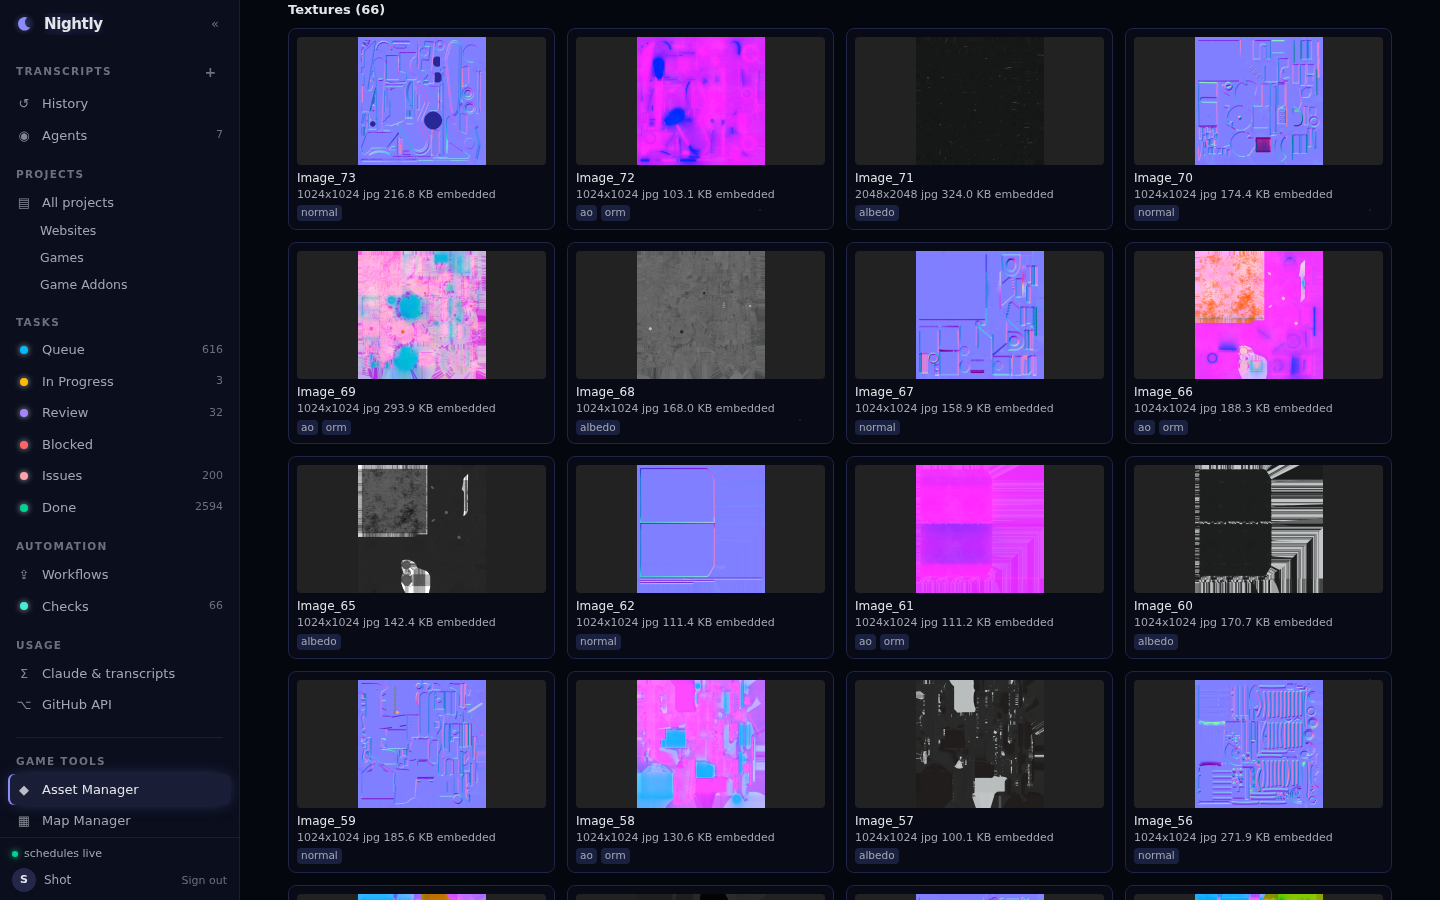 Nightly
«
TRANSCRIPTS
+
History
Agents
7
PROJECTS
All projects
Websites
Games
Game Addons
TASKS
Queue
616
In Progress
3
Review
32
Blocked
Issues
200
Done
2594
AUTOMATION
Workflows
Checks
66
USAGE
Σ Claude & transcripts
GitHub API
GAME TOOLS
Asset Manager
Map Manager
schedules live
S
Shot
Sign out
Textures (66)
Image_73
1024x1024 jpg 216.8 KB embedded
normal
Image_72
1024x1024 jpg 103.1 KB embedded
ao orm
Image_71
2048x2048 jpg 324.0 KB embedded
albedo
Image_70
1024x1024 jpg 174.4 KB embedded
normal
Image_69
1024x1024 jpg 293.9 KB embedded
ao orm
Image_68
1024x1024 jpg 168.0 KB embedded
albedo
Image_67
1024x1024 jpg 158.9 KB embedded
normal
Image_66
1024x1024 jpg 188.3 KB embedded
ao orm
Image_65
1024x1024 jpg 142.4 KB embedded
albedo
Image_62
1024x1024 jpg 111.4 KB embedded
normal
Image_61
1024x1024 jpg 111.2 KB embedded
ao orm
Image_60
1024x1024 jpg 170.7 KB embedded
albedo
Image_59
1024x1024 jpg 185.6 KB embedded
normal
Image_58
1024x1024 jpg 130.6 KB embedded
ao orm
Image_57
1024x1024 jpg 100.1 KB embedded
albedo
Image_56
1024x1024 jpg 271.9 KB embedded
normal